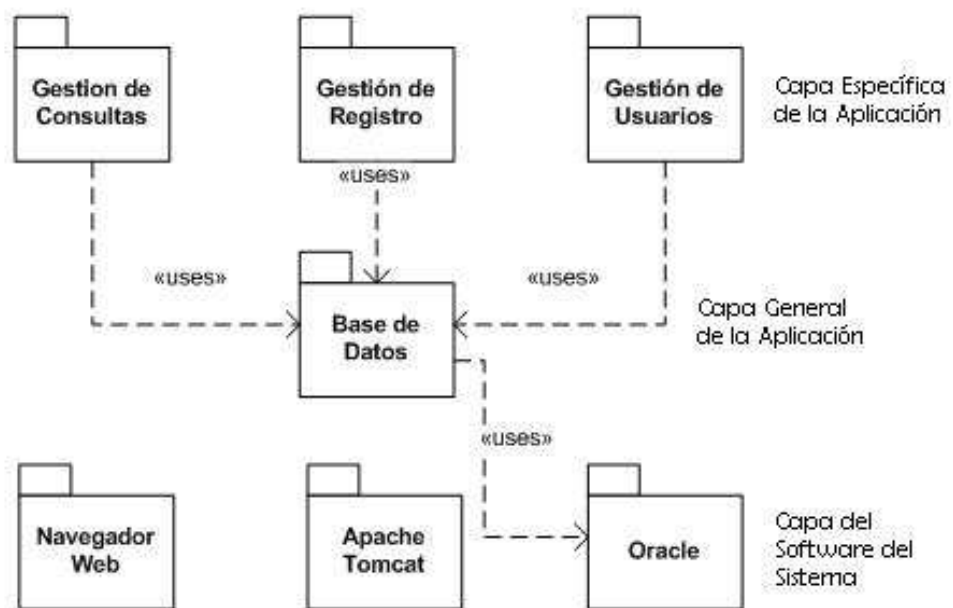 Gestion de
Consultas
Gestión de
Registro
Gestión de
Usuarios
Capa Específica
de la Aplicación
«uses»
«uses»
«uses»
Base de
Datos
Capa General
de la Aplicación
«uses»
Navegador
Web
Apache
Tomcat
Oracle
Capa del
Software del
Sistema